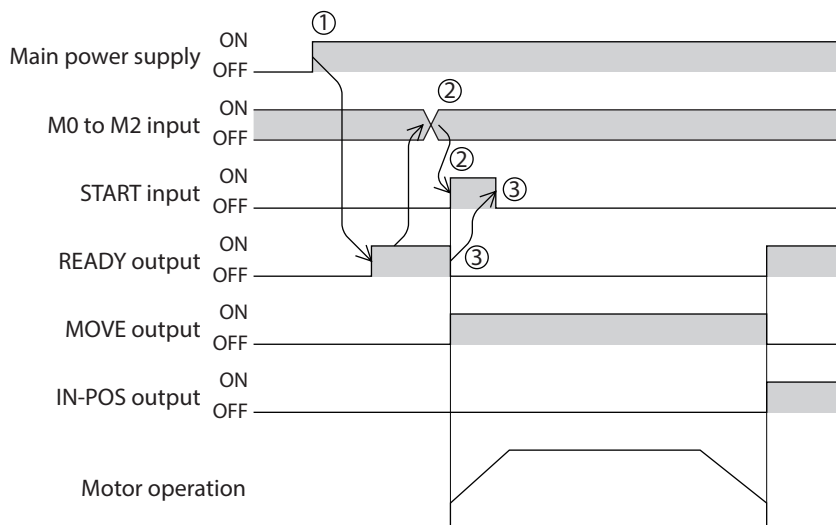 ①
Main power supply ON
OFF
②
M0 to M2 input ON
OFF
②
START input ON
OFF
③
READY output ON
OFF
③
MOVE output ON
OFF
IN-POS output ON
OFF
Motor operation